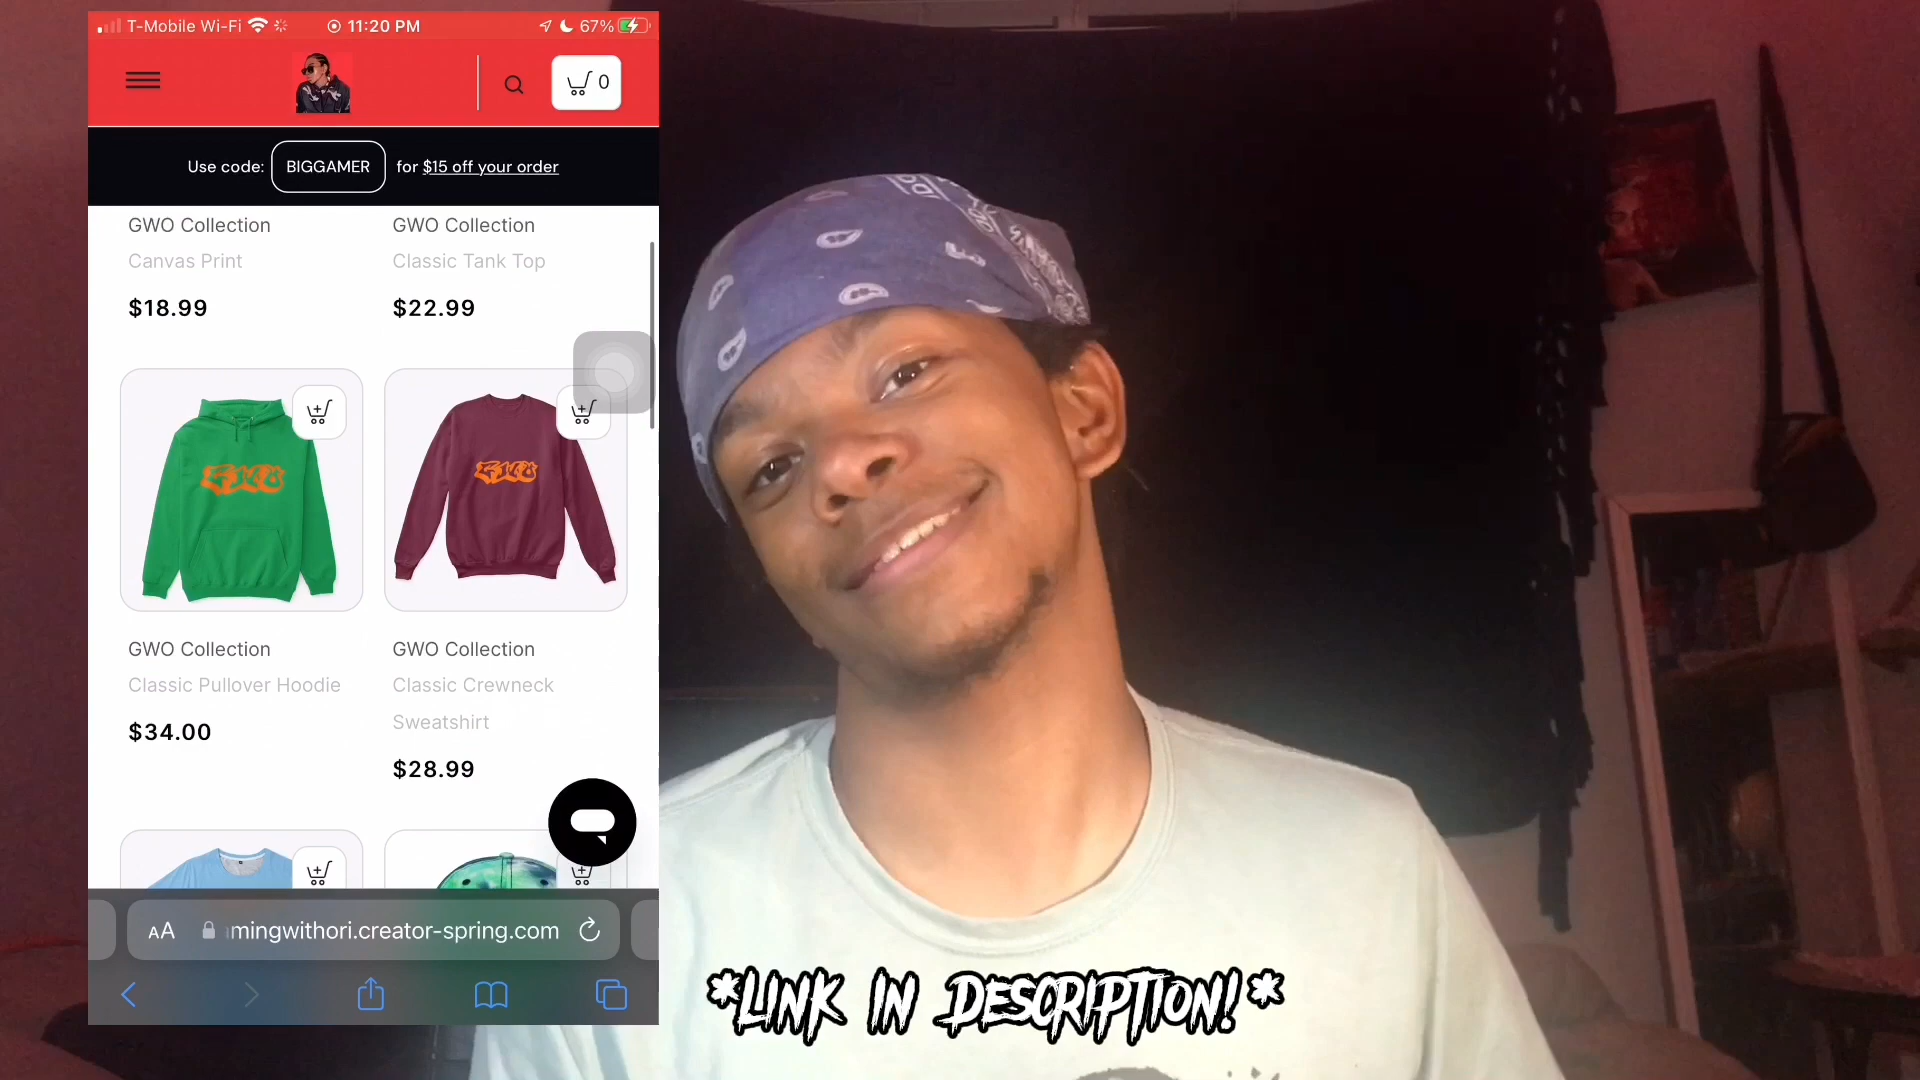 T-Mobile Wi-Fi
11:20 PM
67%
0
Use code: BIGGAMER for $15 off your order
GWO Collection
Canvas Print
$18.99
GWO Collection
Classic Tank Top
$22.99
GWO
GWO
GWO Collection
Classic Pullover Hoodie
$34.00
GWO Collection
Classic Crewneck
Sweatshirt
$28.99
AA
mingwithori.creator-spring.com
*LINK IN DESCRIPTION!*